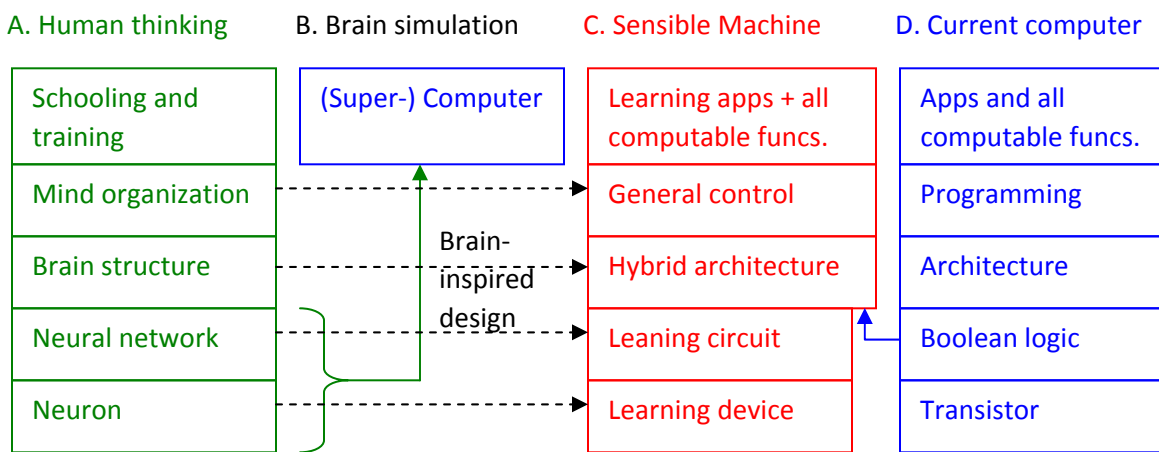 A. Human thinking
B. Brain simulation
C. Sensible Machine
D. Current computer
Schooling and
training
(Super-) Computer
Learning apps + all
computable funcs.
Apps and all
computable funcs.
Mind organization
General control
Programming
Brain-
inspired
design
Brain structure
Hybrid architecture
Architecture
Neural network
Leaning circuit
Boolean logic
Neuron
Learning device
Transistor